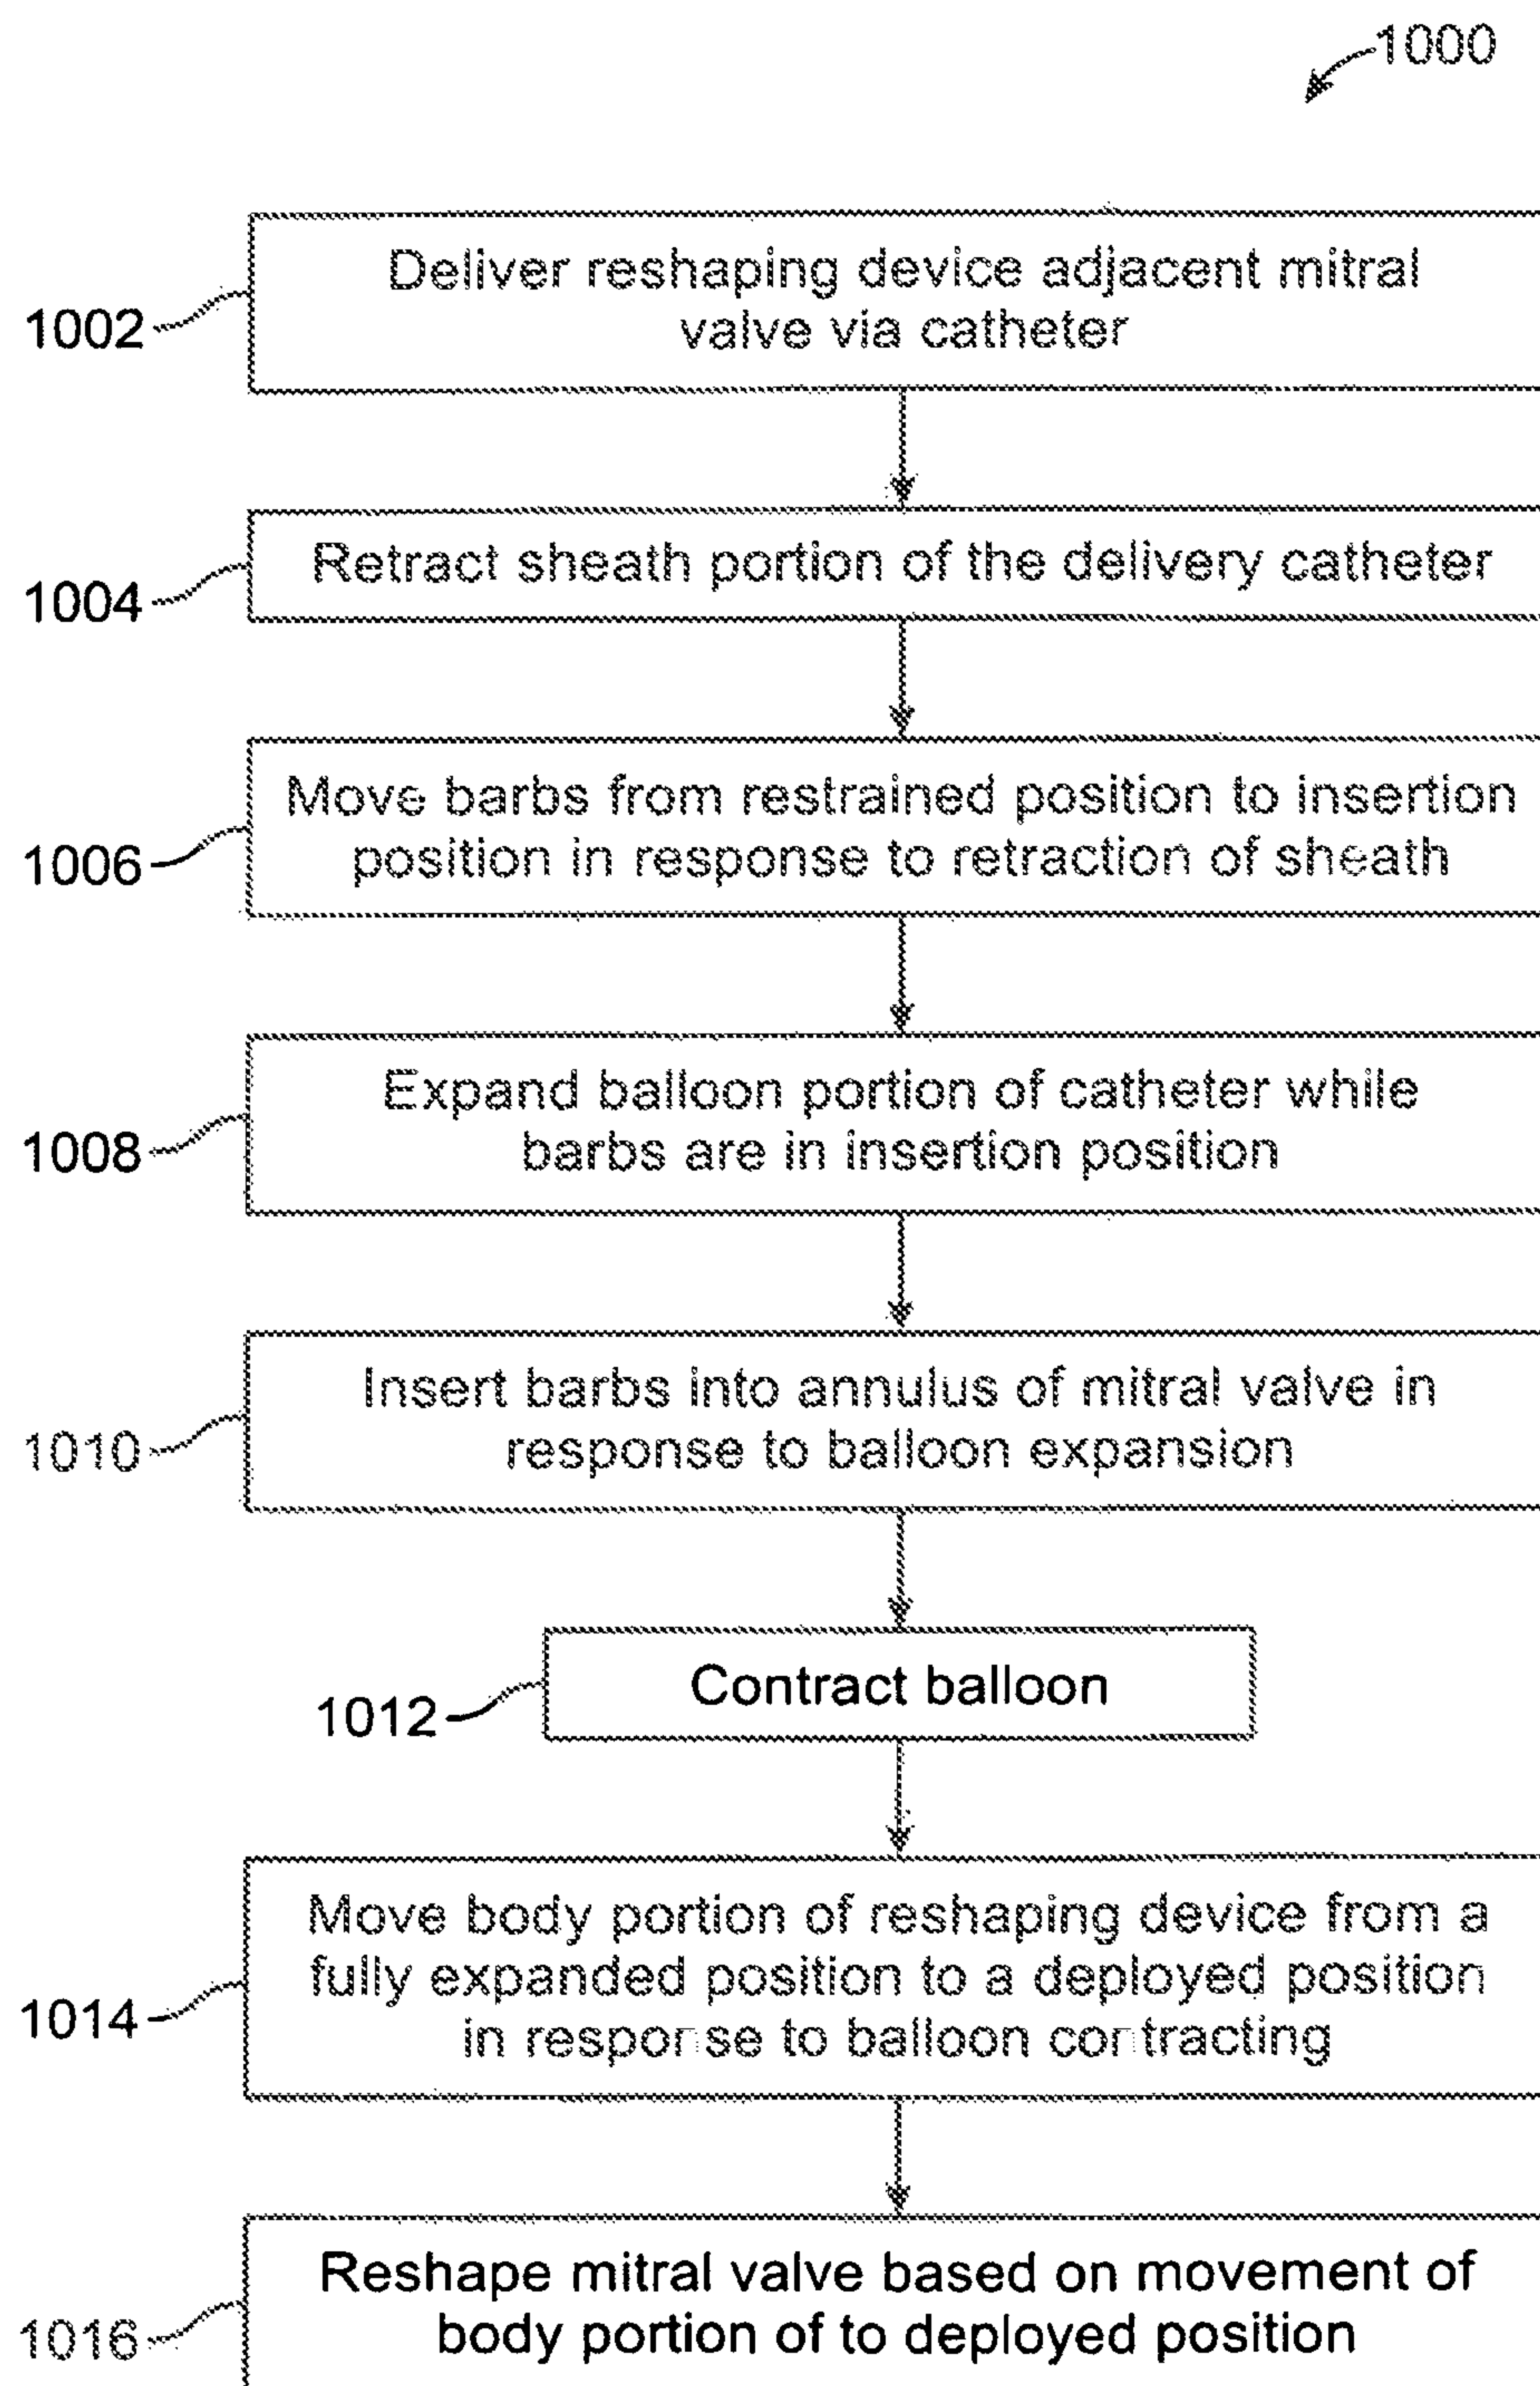 1000
Deliver reshaping device adjacent mitral
valve via catheter
1002
Retract sheath portion of the delivery catheter
1004
Move barbs from restrained position to insertion
position in response to retraction of sheath
1006
Expand balloon portion of catheter while
barbs are in insertion position
1008
Insert barbs into annulus of mitral valve in
response to balloon expansion
1010
Contract balloon
1012
Move body portion of reshaping device from a
fully expanded position to a deployed position
in response to balloon contracting
1014
Reshape mitral valve based on movement of
body portion of to deployed position
1016